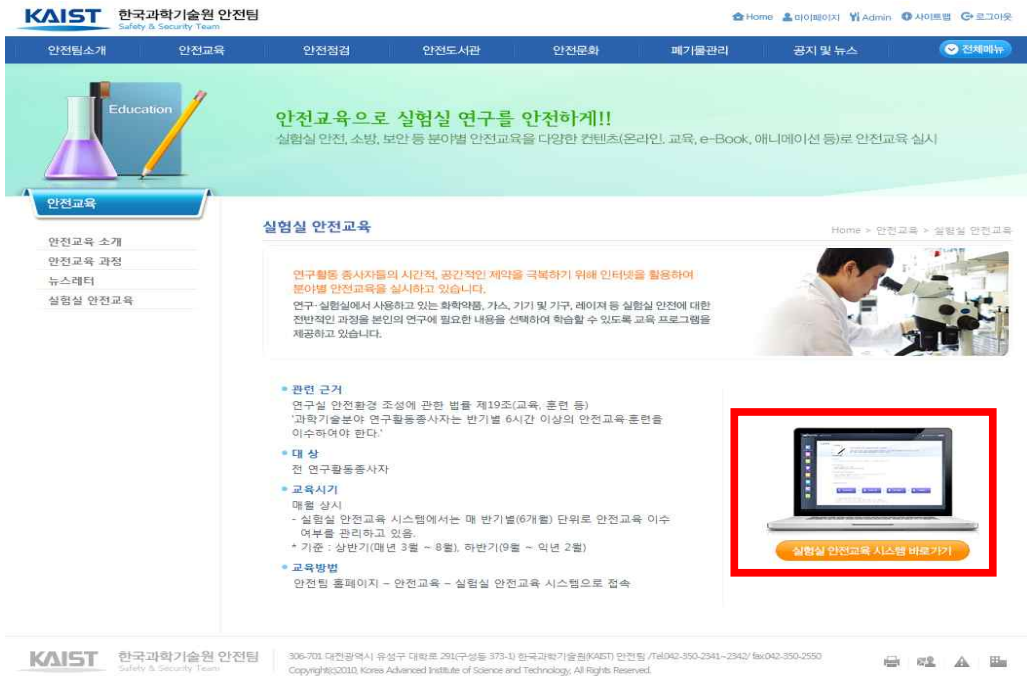 KAIST 한국과학기술원 안전팀
Safety & Security Team
Home 마이페이지 Admin 사이트맵 로그아웃
안전팀소개 안전교육 안전점검 안전도서관 안전문화 폐기물관리 공지 및 뉴스 전체메뉴
Education
안전교육으로 실험실 연구를 안전하게!!
실험실 안전, 소방, 보안 등 분야별 안전교육을 다양한 컨텐츠(온라인. 교육, e-Book, 애니메이션 등)로 안전교육 실시
안전교육
안전교육 소개
안전교육 과정
뉴스레터
실험실 안전교육
실험실 안전교육
Home > 안전교육 > 실험실 안전교육
연구활동 종사자들의 시간적, 공간적인 제약을 극복하기 위해 인터넷을 활용하여
분야별 안전교육을 실시하고 있습니다.
연구·실험실에서 사용하고 있는 화학약품, 가스, 기기 및 기구, 레이져 등 실험실 안전에 대한
전반적인 과정을 본인의 연구에 필요한 내용을 선택하여 학습할 수 있도록 교육 프로그램을
제공하고 있습니다.
관련 근거
연구실 안전환경 조성에 관한 법률 제19조(교육, 훈련 등)
'과학기술분야 연구활동종사자는 반기별 6시간 이상의 안전교육·훈련을
이수하여야 한다.'
대 상
전 연구활동종사자
교육시기
매월 상시
- 실험실 안전교육 시스템에서는 매 반기별(6개월) 단위로 안전교육 이수
여부를 관리하고 있음.
* 기준 : 상반기(매년 3월 ~ 8월), 하반기(9월 ~ 익년 2월)
교육방법
안전팀 홈페이지 – 안전교육 – 실험실 안전교육 시스템으로 접속
실험실 안전교육 시스템 바로가기
KAIST 한국과학기술원 안전팀
Safety & Security Team
306-701 대전광역시 유성구 대학로 291(구성동 373-1) 한국과학기술원(KAIST) 안전팀 /Tel.042-350-2341~2342/ fax.042-350-2550
Copyright(c)2010, Korea Advanced Institute of Science and Technology, All Rights Reserved.